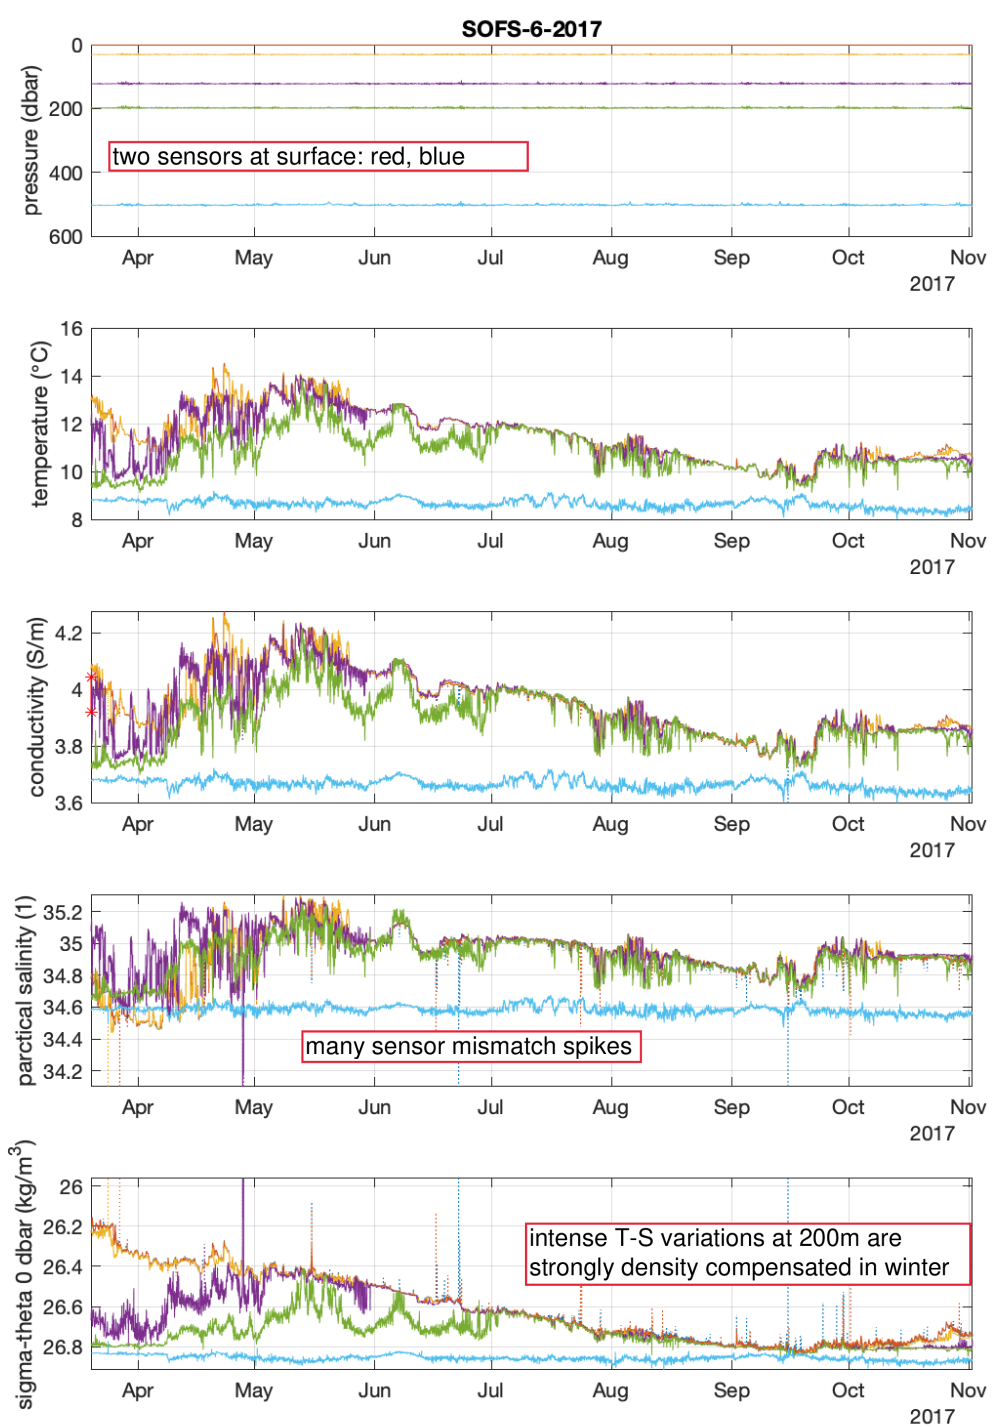 SOFS-6-2017
pressure (dbar)
0
200
400
600
two sensors at surface: red, blue
Apr May Jun Jul Aug Sep Oct Nov
2017
temperature (°C)
16
14
12
10
8
Apr May Jun Jul Aug Sep Oct Nov
2017
conductivity (S/m)
4.2
4
3.8
3.6
Apr May Jun Jul Aug Sep Oct Nov
2017
parctical salinity (1)
35.2
35
34.8
34.6
34.4
34.2
many sensor mismatch spikes
Apr May Jun Jul Aug Sep Oct Nov
2017
sigma-theta 0 dbar (kg/m³)
26
26.2
26.4
26.6
26.8
intense T-S variations at 200m are
strongly density compensated in winter
Apr May Jun Jul Aug Sep Oct Nov
2017